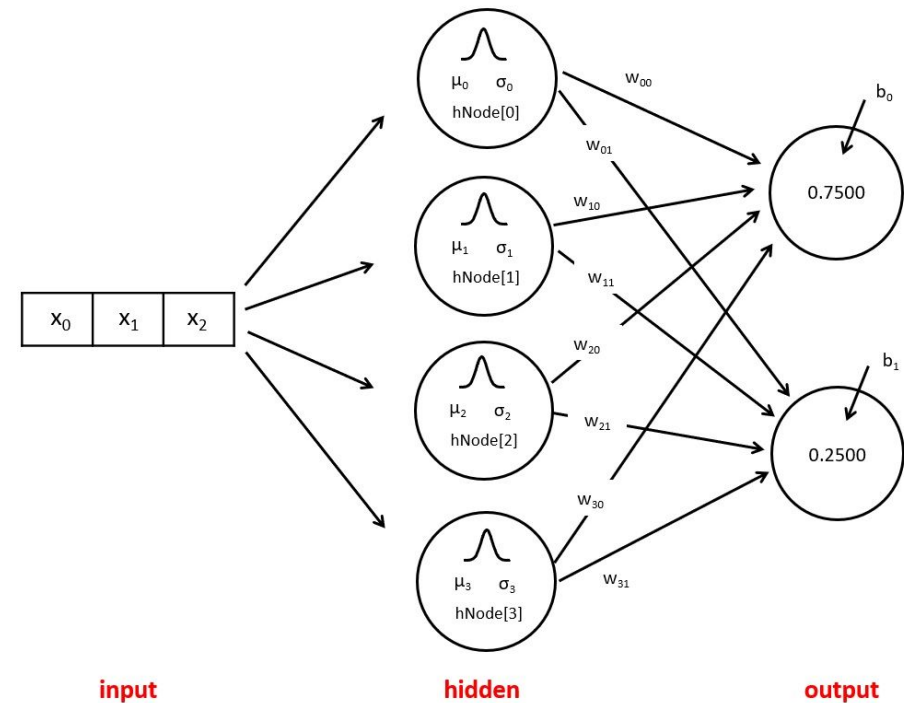 x₀ x₁ x₂
μ₀ σ₀
hNode[0]
μ₁ σ₁
hNode[1]
μ₂ σ₂
hNode[2]
μ₃ σ₃
hNode[3]
w₀₀
w₀₁
w₁₀
w₁₁
w₂₀
w₂₁
w₃₀
w₃₁
b₀
0.7500
b₁
0.2500
input hidden output